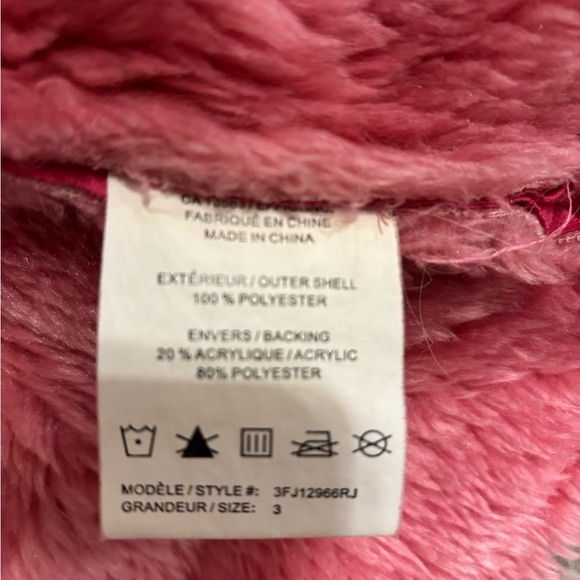 FABRIQUÉ EN CHINE
MADE IN CHINA
EXTÉRIEUR / OUTER SHELL
100 % POLYESTER
ENVERS / BACKING
20 % ACRYLIQUE / ACRYLIC
80% POLYESTER
MODÈLE / STYLE #: 3FJ12966RJ
GRANDEUR / SIZE: 3